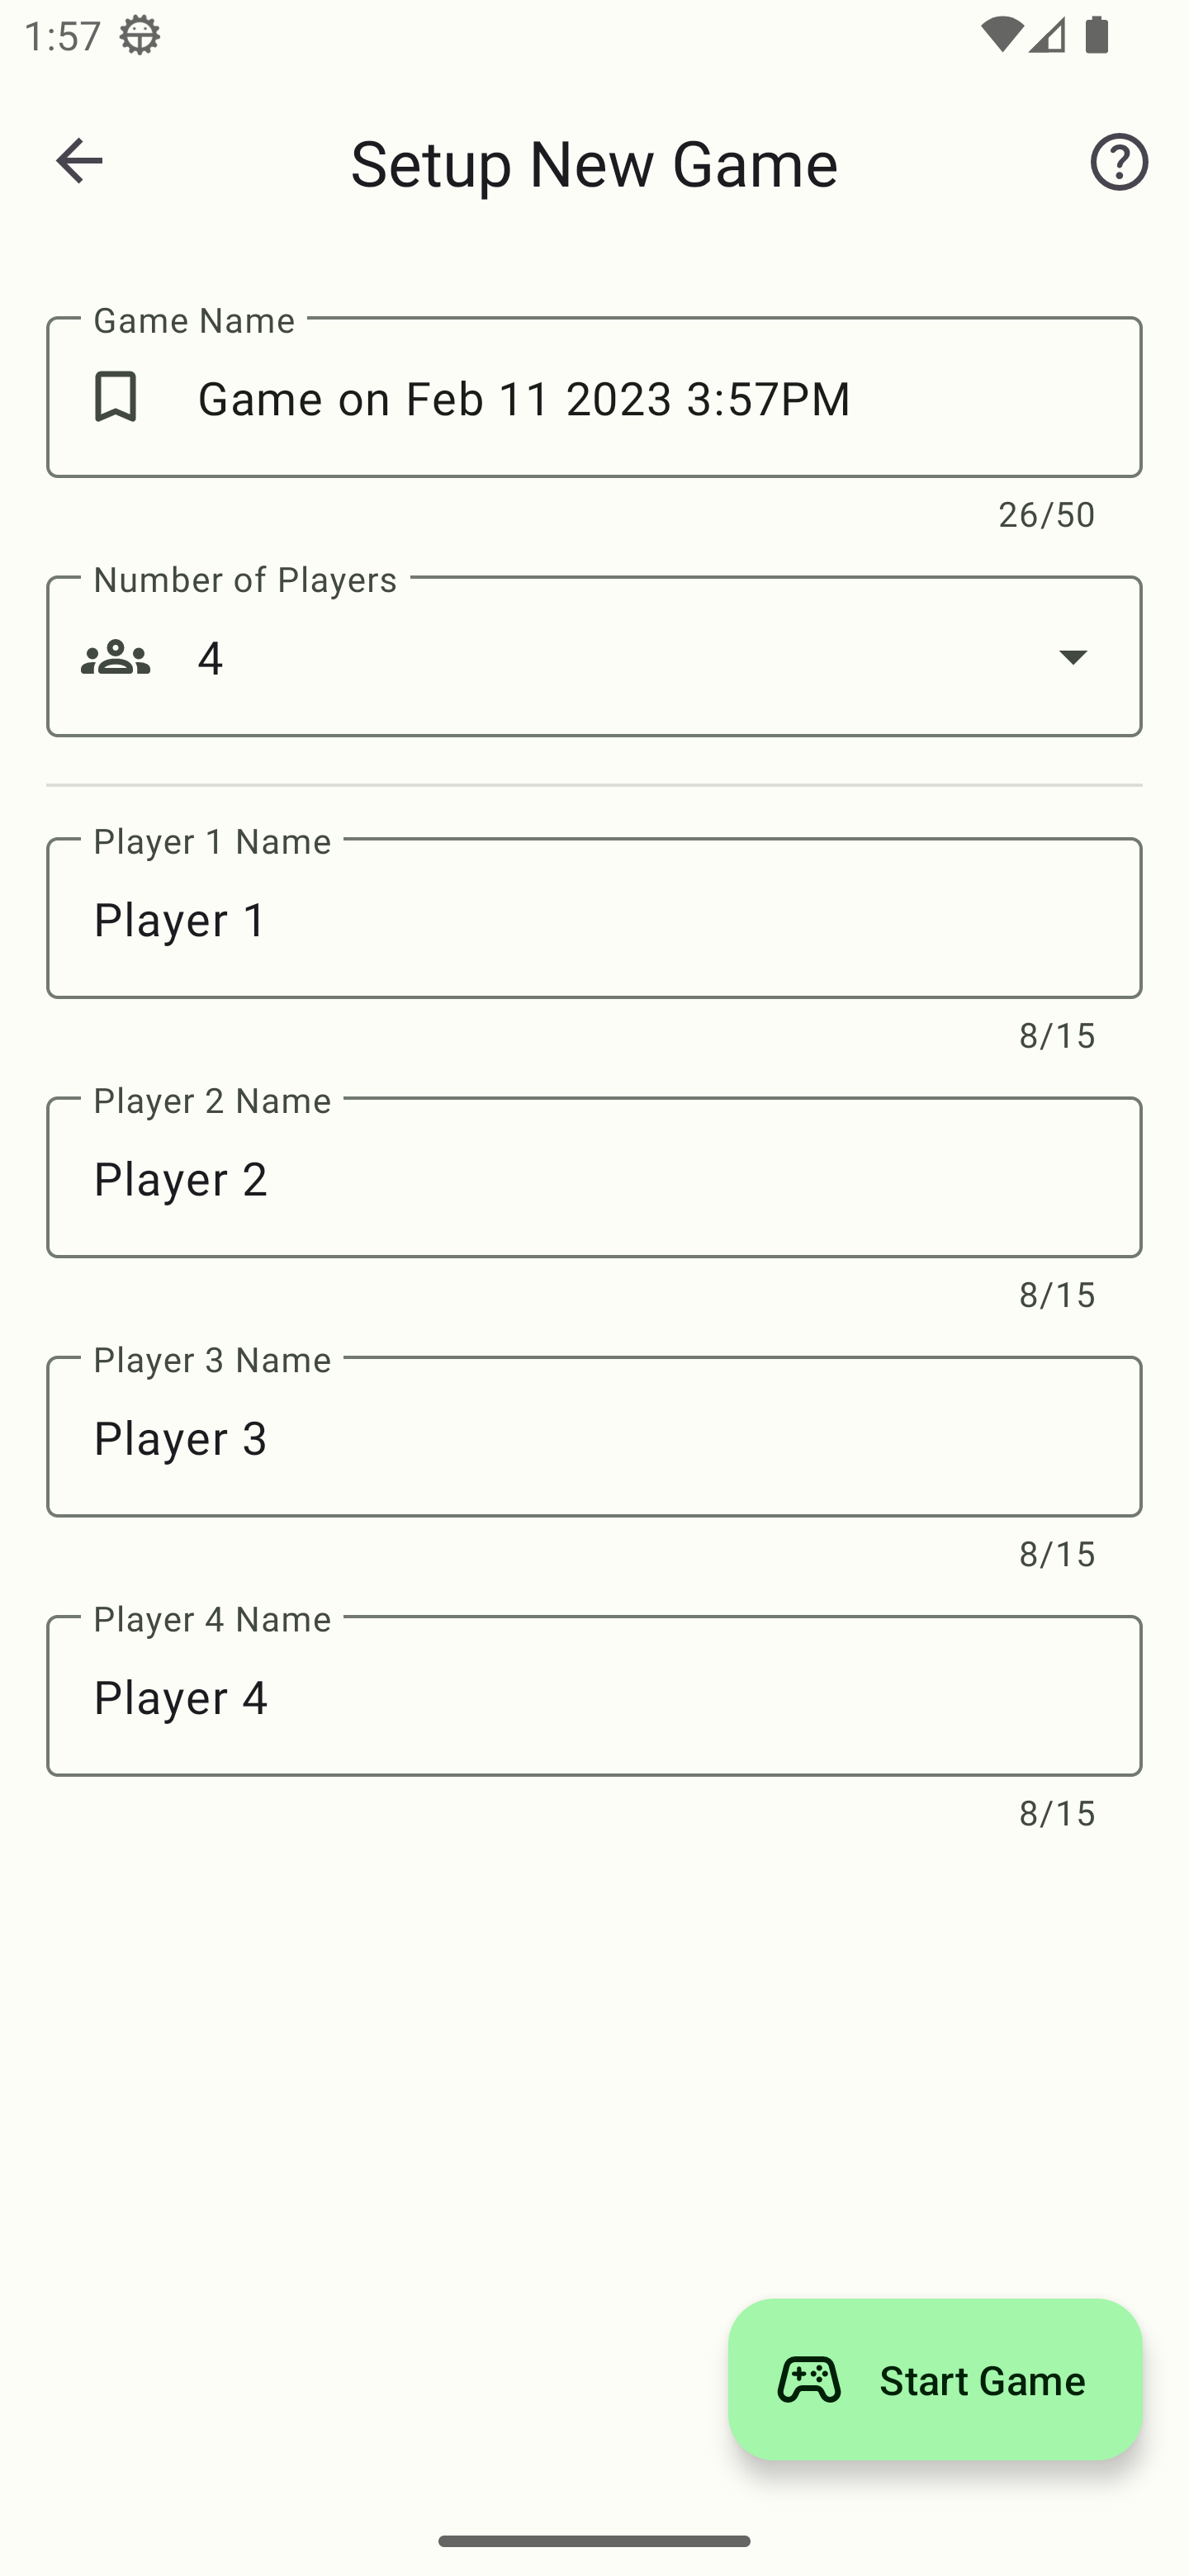 1:57
Setup New Game
Game Name
Game on Feb 11 2023 3:57PM
26/50
Number of Players
4
Player 1 Name
Player 1
8/15
Player 2 Name
Player 2
8/15
Player 3 Name
Player 3
8/15
Player 4 Name
Player 4
8/15
Start Game